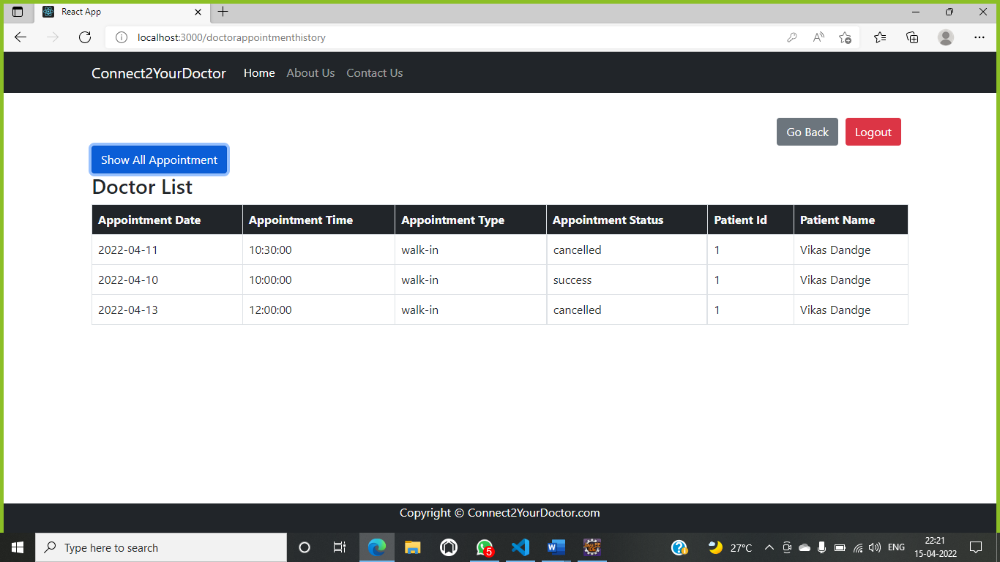 React App
localhost:3000/doctorappointmenthistory
Connect2YourDoctor Home About Us Contact Us
Go Back Logout
Show All Appointment
Doctor List
Appointment Date Appointment Time Appointment Type Appointment Status Patient Id Patient Name
2022-04-11 10:30:00 walk-in cancelled 1 Vikas Dandge
2022-04-10 10:00:00 walk-in success 1 Vikas Dandge
2022-04-13 12:00:00 walk-in cancelled 1 Vikas Dandge
Copyright © Connect2YourDoctor.com
Type here to search 5 27°C ENG 22:21
15-04-2022